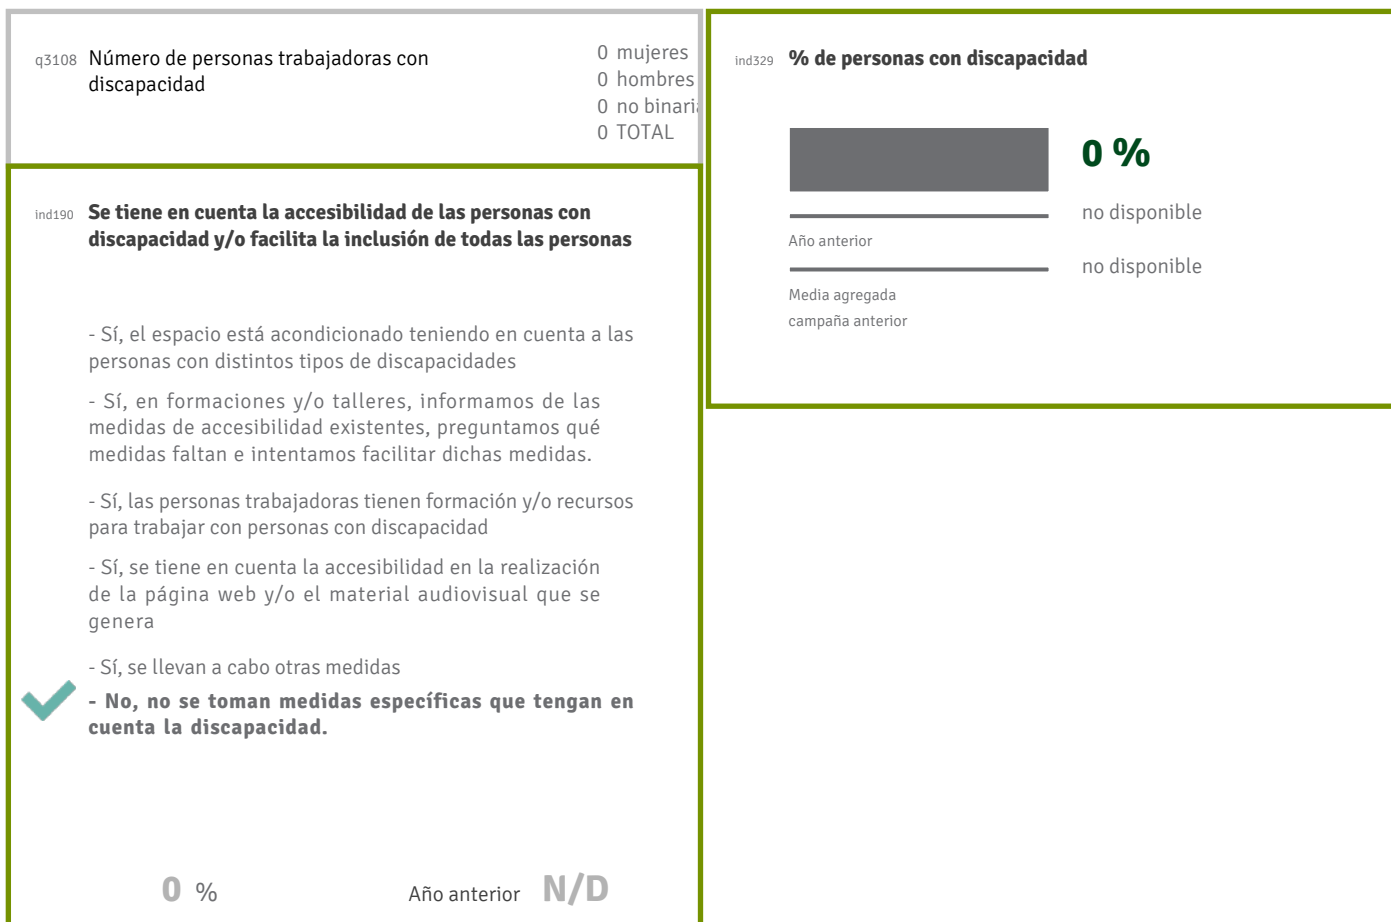 q3108 Número de personas trabajadoras con
discapacidad
0 mujeres
0 hombres
0 no binari
0 TOTAL
ind190 Se tiene en cuenta la accesibilidad de las personas con
discapacidad y/o facilita la inclusión de todas las personas
- Sí, el espacio está acondicionado teniendo en cuenta a las
personas con distintos tipos de discapacidades
- Sí, en formaciones y/o talleres, informamos de las
medidas de accesibilidad existentes, preguntamos qué
medidas faltan e intentamos facilitar dichas medidas.
- Sí, las personas trabajadoras tienen formación y/o recursos
para trabajar con personas con discapacidad
- Sí, se tiene en cuenta la accesibilidad en la realización
de la página web y/o el material audiovisual que se
genera
- Sí, se llevan a cabo otras medidas
- No, no se toman medidas específicas que tengan en
cuenta la discapacidad.
0 %
Año anterior N/D
ind329 % de personas con discapacidad
0 %
no disponible
Año anterior
no disponible
Media agregada
campaña anterior